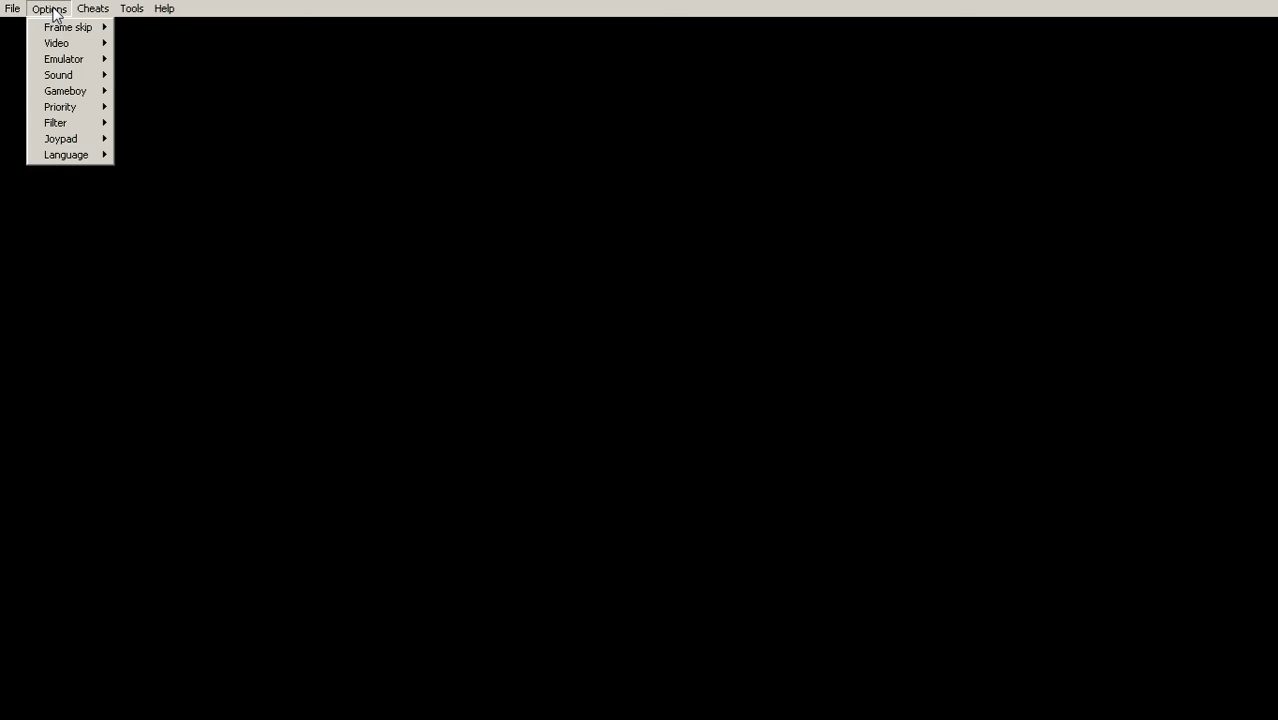 File Options Cheats Tools Help
Frame skip
Video
Emulator
Sound
Gameboy
Priority
Filter
Joypad
Language